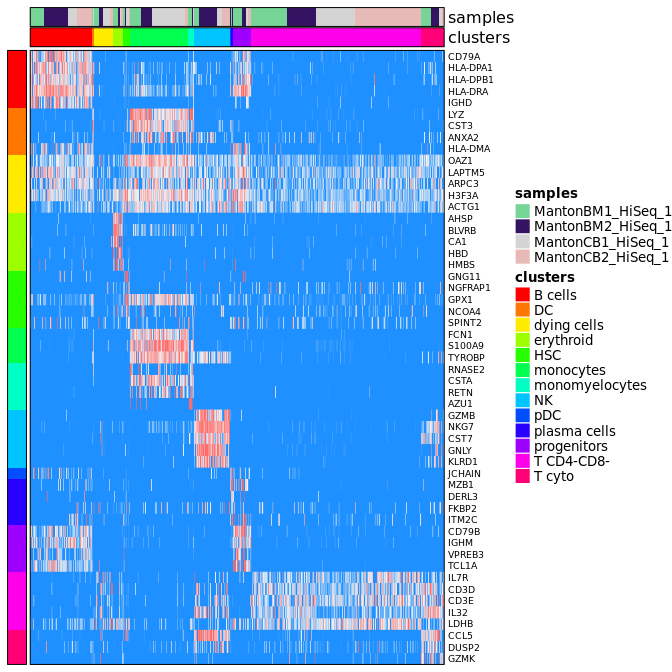 samples
clusters
CD79A
HLA-DPA1
HLA-DPB1
HLA-DRA
IGHD
LYZ
CST3
ANXA2
HLA-DMA
OAZ1
LAPTM5
ARPC3
H3F3A
ACTG1
AHSP
BLVRB
CA1
HBD
HMBS
GNG11
NGFRAP1
GPX1
NCOA4
SPINT2
FCN1
S100A9
TYROBP
RNASE2
CSTA
RETN
AZU1
GZMB
NKG7
CST7
GNLY
KLRD1
JCHAIN
MZB1
DERL3
FKBP2
ITM2C
CD79B
IGHM
VPREB3
TCL1A
IL7R
CD3D
CD3E
IL32
LDHB
CCL5
DUSP2
GZMK
samples
MantonBM1_HiSeq_1
MantonBM2_HiSeq_1
MantonCB1_HiSeq_1
MantonCB2_HiSeq_1
clusters
B cells
DC
dying cells
erythroid
HSC
monocytes
monomyelocytes
NK
pDC
plasma cells
progenitors
T CD4-CD8-
T cyto